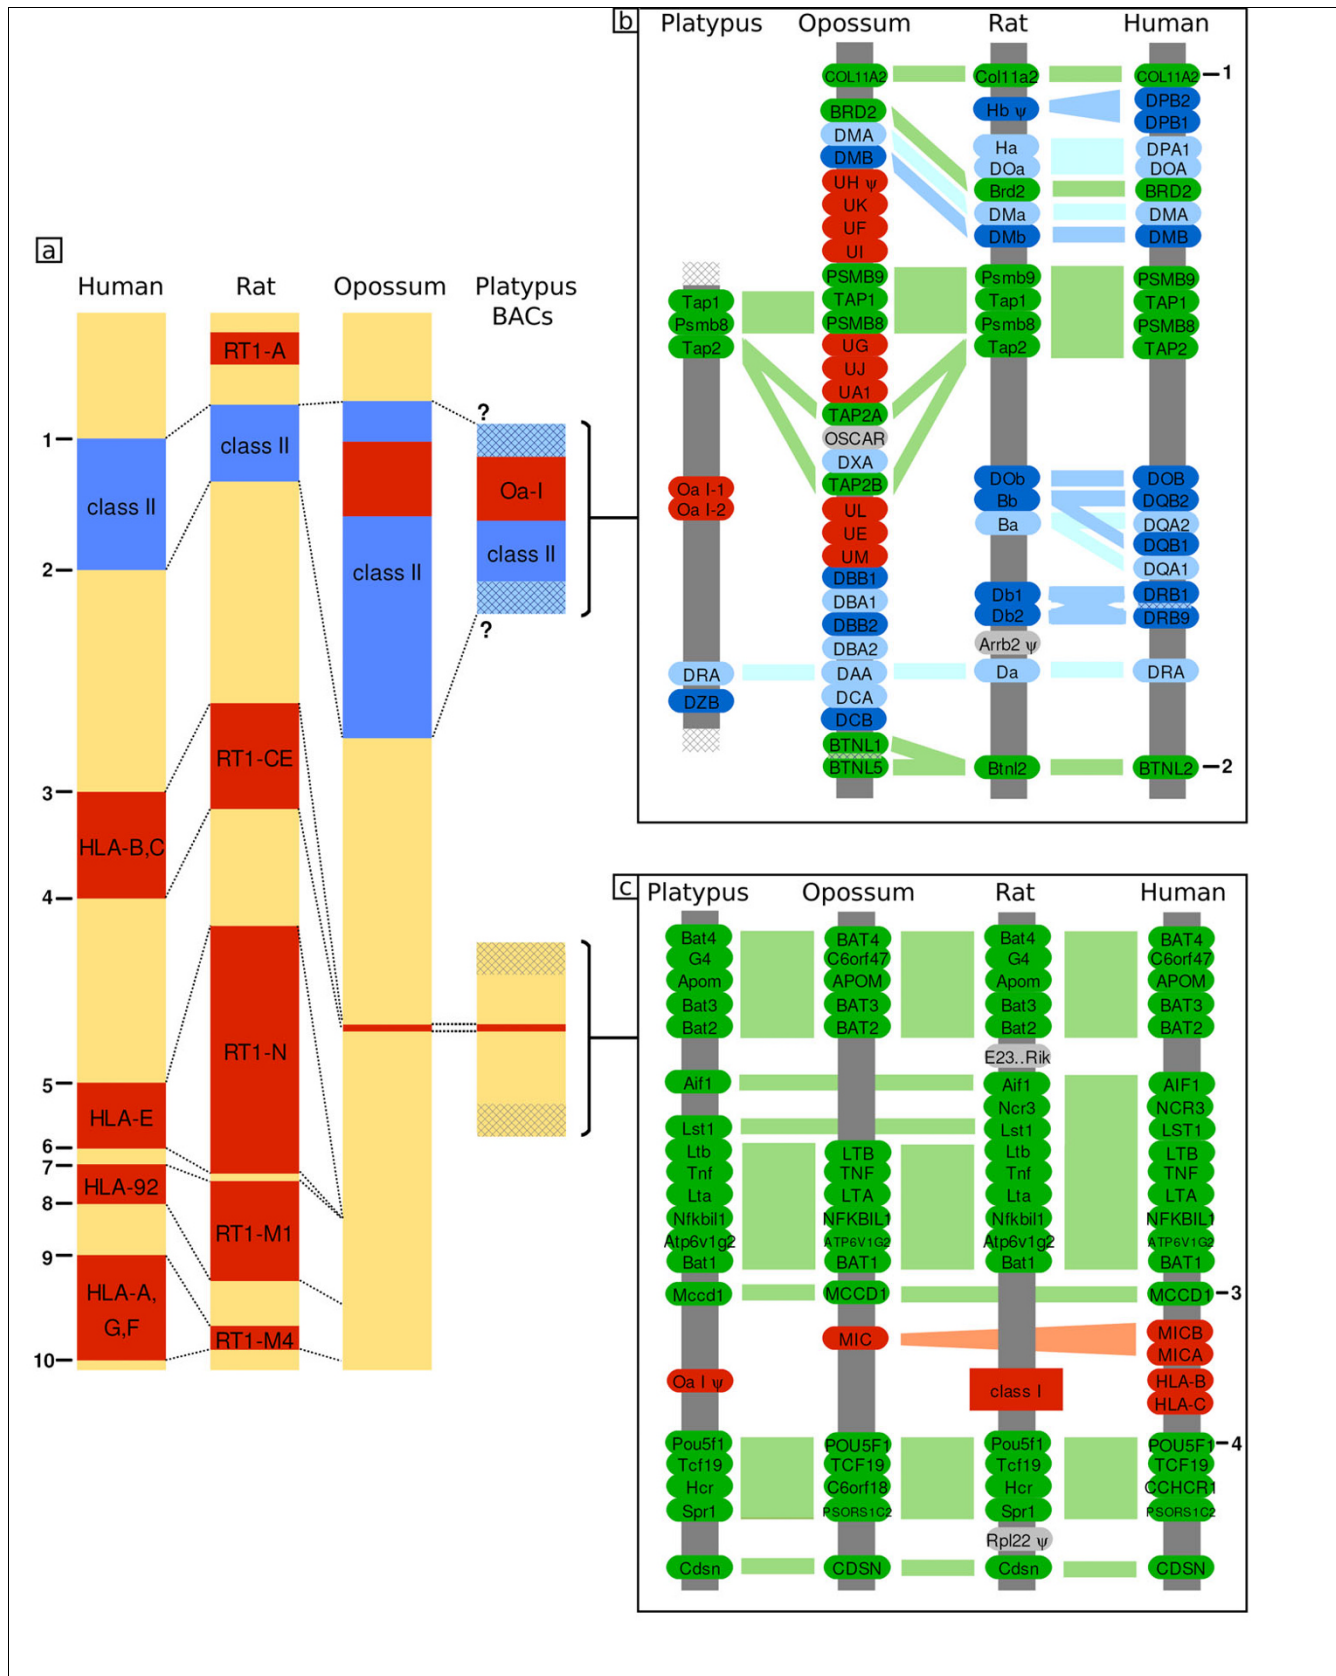 a
Human
Rat
Opossum
Platypus
BACs
RT1-A
class II
class II
class II
?
Oa-I
class II
?
RT1-CE
HLA-B,C
RT1-N
HLA-E
HLA-92
RT1-M1
HLA-A,
G,F
RT1-M4
1
2
3
4
5
6
7
8
9
10
b
Platypus
Opossum
Rat
Human
Tap1
Psmb8
Tap2
Oa I-1
Oa I-2
DRA
DZB
COL11A2
BRD2
DMA
DMB
UH ψ
UK
UF
UI
PSMB9
TAP1
PSMB8
UG
UJ
UA1
TAP2A
OSCAR
DXA
TAP2B
UL
UE
UM
DBB1
DBA1
DBB2
DBA2
DAA
DCA
DCB
BTNL1
BTNL5
Col11a2
Hb ψ
Ha
DOa
Brd2
DMa
DMb
Psmb9
Tap1
Psmb8
Tap2
DOb
Bb
Ba
Db1
Db2
Arrb2 ψ
Da
Btnl2
COL11A2
DPB2
DPB1
DPA1
DOA
BRD2
DMA
DMB
PSMB9
TAP1
PSMB8
TAP2
DOB
DQB2
DQA2
DQB1
DQA1
DRB1
DRB9
DRA
BTNL2
1
2
c
Platypus
Opossum
Rat
Human
Bat4
G4
Apom
Bat3
Bat2
Aif1
Lst1
Ltb
Tnf
Lta
Nfkbil1
Atp6v1g2
Bat1
Mccd1
Oa I ψ
Pou5f1
Tcf19
Hcr
Spr1
Cdsn
BAT4
C6orf47
APOM
BAT3
BAT2
LTB
TNF
LTA
NFKBIL1
ATP6V1G2
BAT1
MCCD1
MIC
POU5F1
TCF19
C6orf18
PSORS1C2
CDSN
Bat4
G4
Apom
Bat3
Bat2
E23..Rik
Aif1
Ncr3
Lst1
Ltb
Tnf
Lta
Nfkbil1
Atp6v1g2
Bat1
class I
Pou5f1
Tcf19
Hcr
Spr1
Rpl22 ψ
Cdsn
BAT4
C6orf47
APOM
BAT3
BAT2
AIF1
NCR3
LST1
LTB
TNF
LTA
NFKBIL1
ATP6V1G2
BAT1
MCCD1
MICB
MICA
HLA-B
HLA-C
POU5F1
TCF19
CCHCR1
PSORS1C2
CDSN
3
4